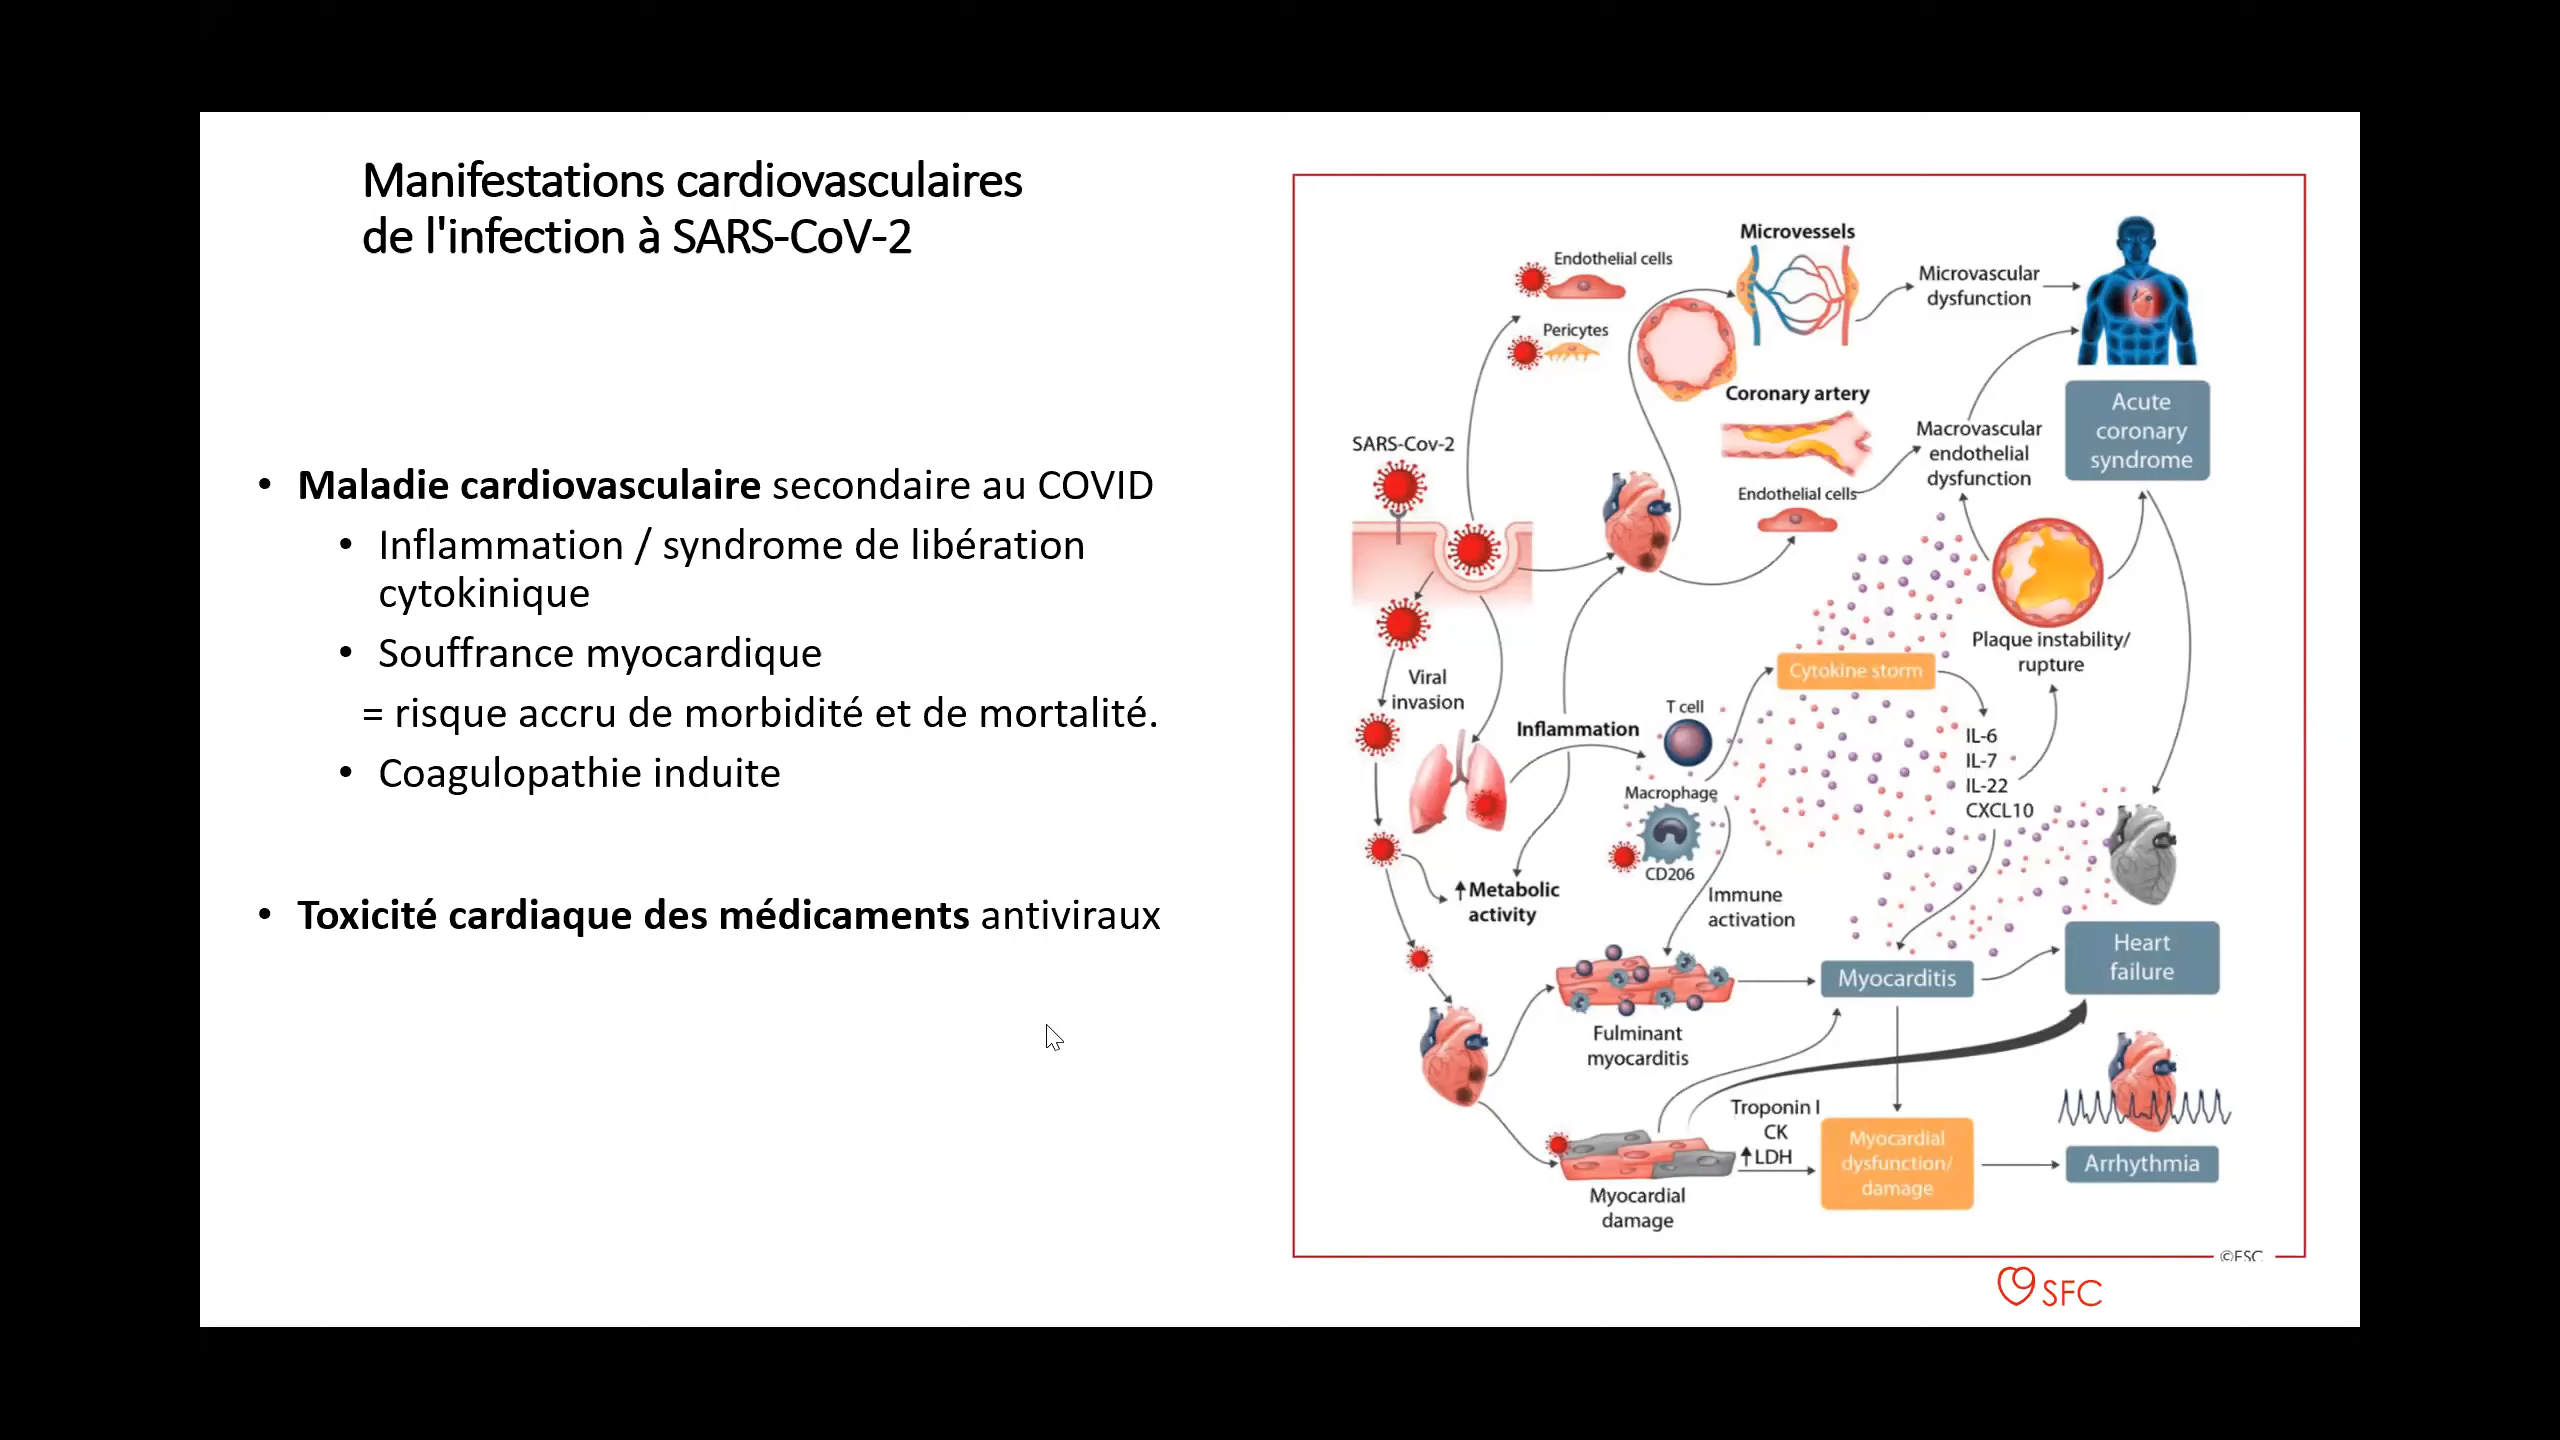 Manifestations cardiovasculaires
de l'infection à SARS-CoV-2
• Maladie cardiovasculaire secondaire au COVID
• Inflammation / syndrome de libération
cytokinique
• Souffrance myocardique
= risque accru de morbidité et de mortalité.
• Coagulopathie induite
• Toxicité cardiaque des médicaments antiviraux
Microvessels
Endothelial cells
Microvascular
dysfunction
Pericytes
Coronary artery
Acute
coronary
syndrome
Macrovascular
endothelial
dysfunction
SARS-Cov-2
Endothelial cells
Plaque instability/
rupture
Cytokine storm
Viral
invasion
T cell
Inflammation
IL-6
IL-7
IL-22
CXCL10
Macrophage
CD206
↑Metabolic
activity
Immune
activation
Heart
failure
Myocarditis
Fulminant
myocarditis
Troponin I
CK
↑LDH
Myocardial
dysfunction/
damage
Arrhythmia
Myocardial
damage
©ESC
SFC